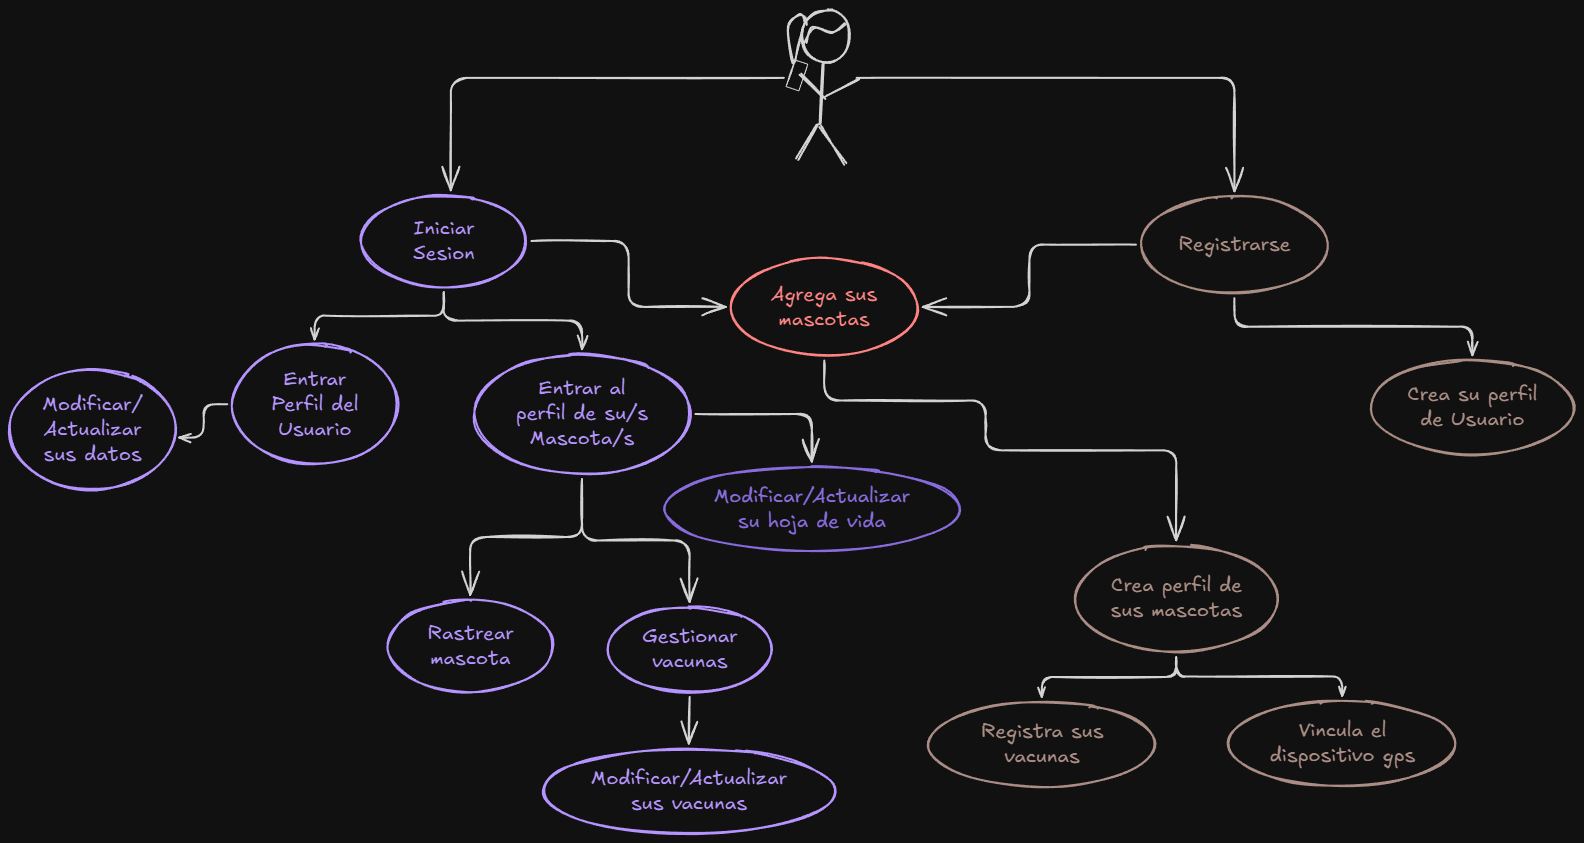 Iniciar
Sesion
Registrarse
Agrega sus
mascotas
Entrar
Perfil del
Usuario
Modificar/
Actualizar
sus datos
Entrar al
perfil de su/s
Mascota/s
Crea su perfil
de Usuario
Modificar/Actualizar
su hoja de vida
Crea perfil de
sus mascotas
Rastrear
mascota
Gestionar
vacunas
Registra sus
vacunas
Vincula el
dispositivo gps
Modificar/Actualizar
sus vacunas